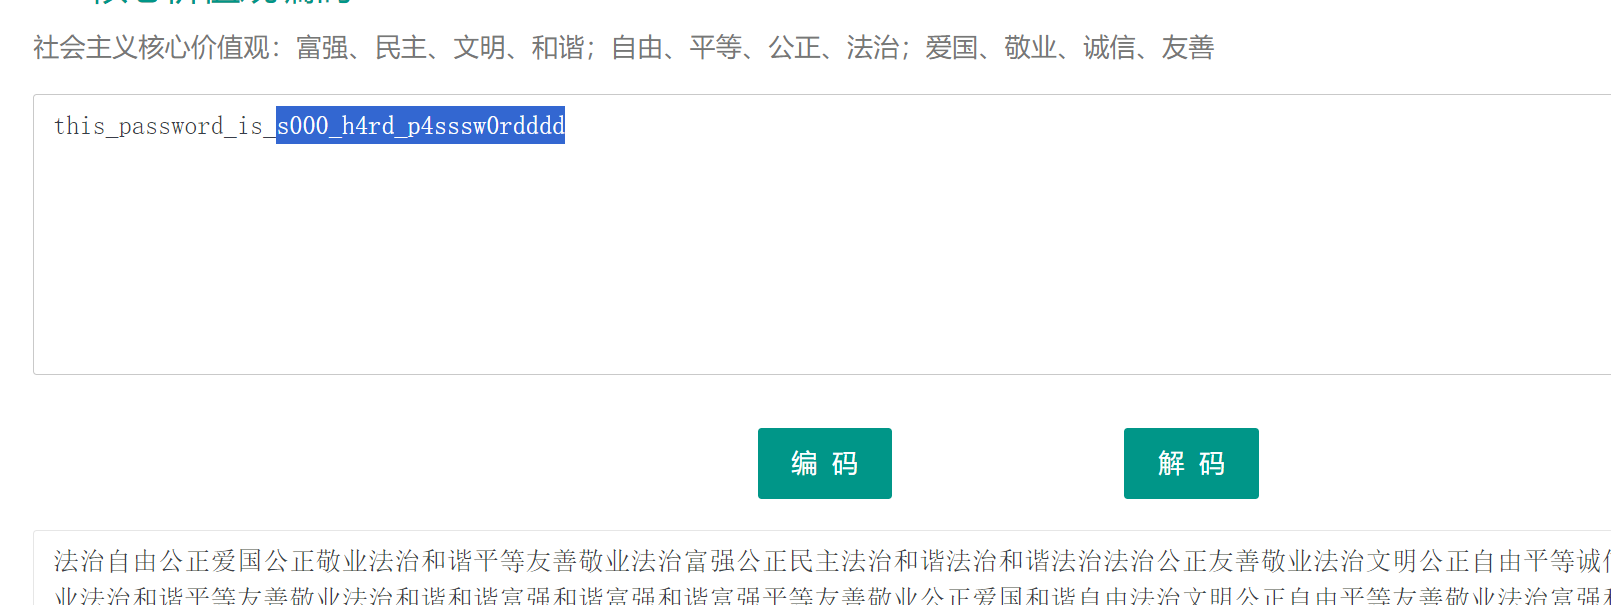 社会主义核心价值观：富强、民主、文明、和谐；自由、平等、公正、法治；爱国、敬业、诚信、友善
this_password_is_s000_h4rd_p4sssw0rdddd
编 码
解 码
法治自由公正爱国公正敬业法治和谐平等友善敬业法治富强公正民主法治和谐法治和谐法治法治公正友善敬业法治文明公正自由平等诚
业法治和谐平等友善敬业法治和谐和谐富强和谐富强和谐富强平等友善敬业公正爱国和谐自由法治文明公正自由平等友善敬业法治富强